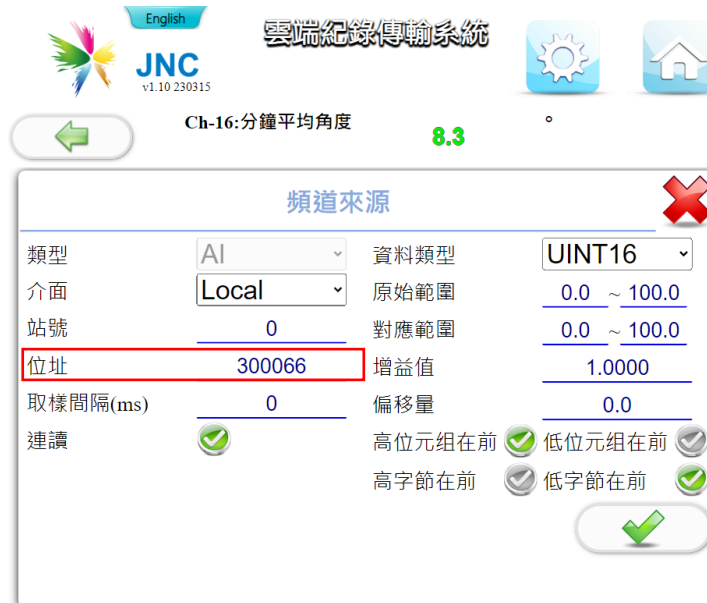 English
雲端紀錄傳輸系統
JNC
v1.10 230315
Ch-16:分鐘平均角度
8.3
°
頻道來源
類型 AI 資料類型 UINT16
介面 Local 原始範圍 0.0 ~ 100.0
站號 0 對應範圍 0.0 ~ 100.0
位址 300066 增益值 1.0000
取樣間隔(ms) 0 偏移量 0.0
連讀 高位元组在前 低位元组在前
高字節在前 低字節在前